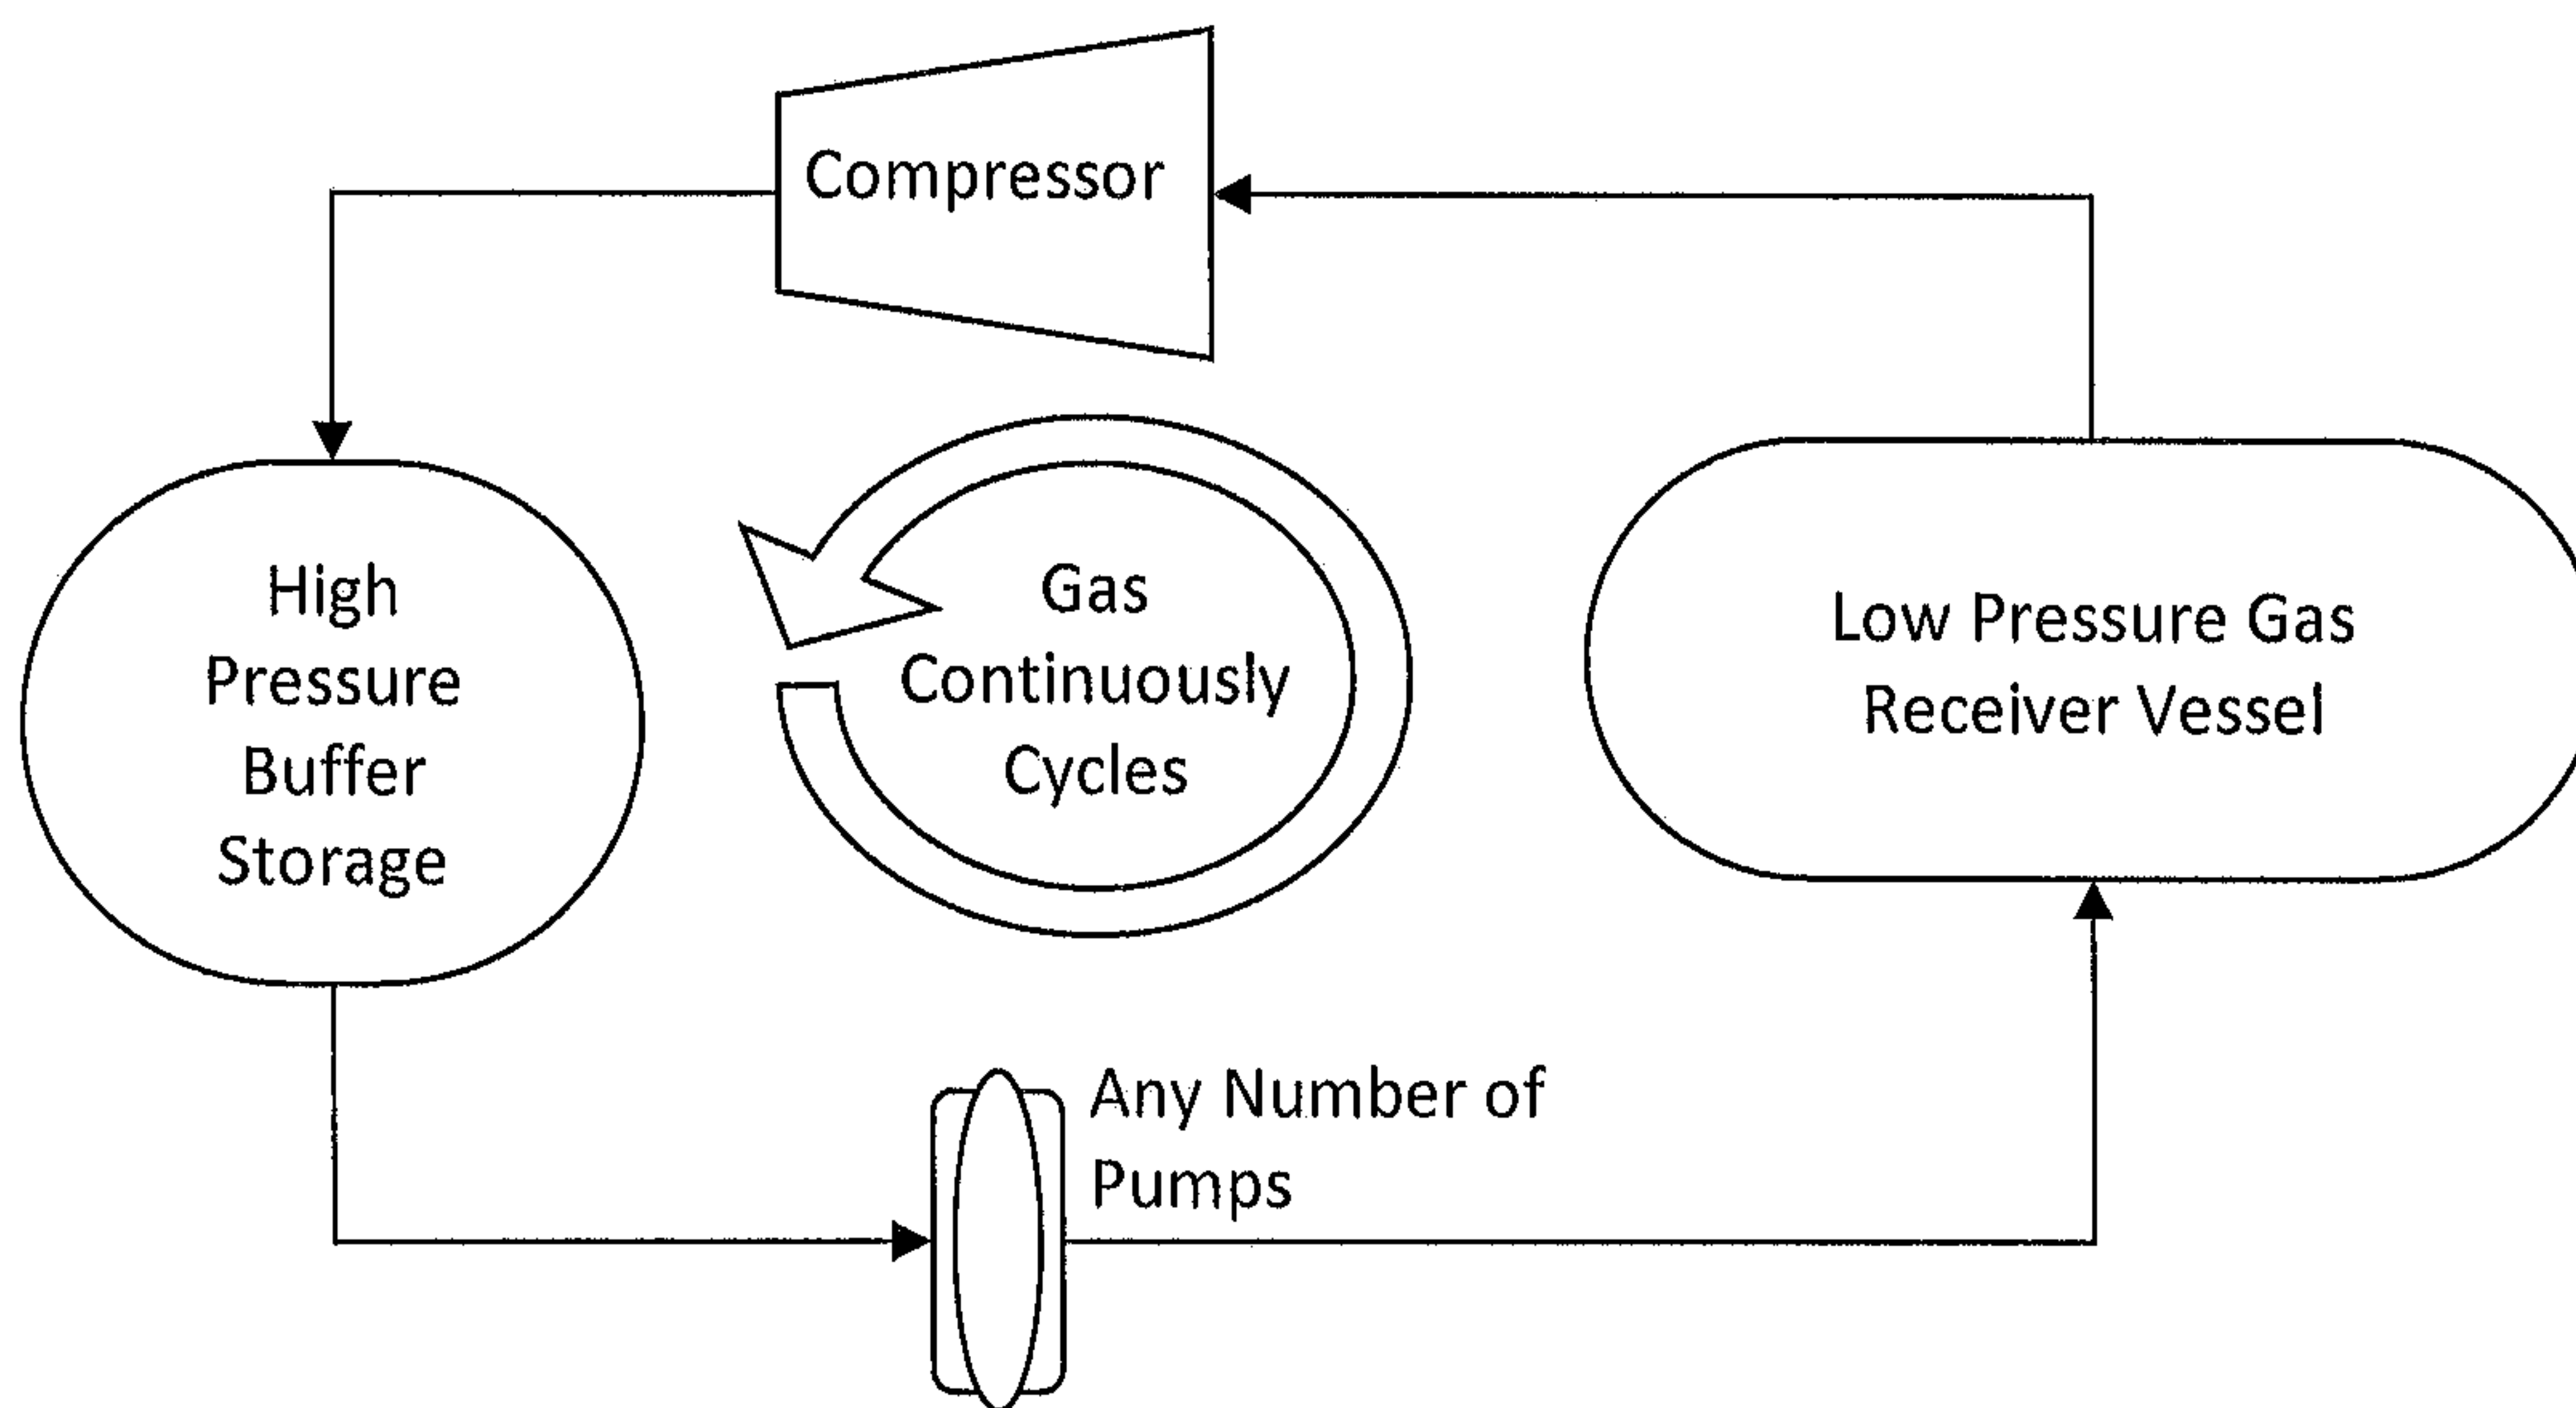 Compressor
High
Pressure
Buffer
Storage
Gas
Continuously
Cycles
Low Pressure Gas
Receiver Vessel
Any Number of
Pumps